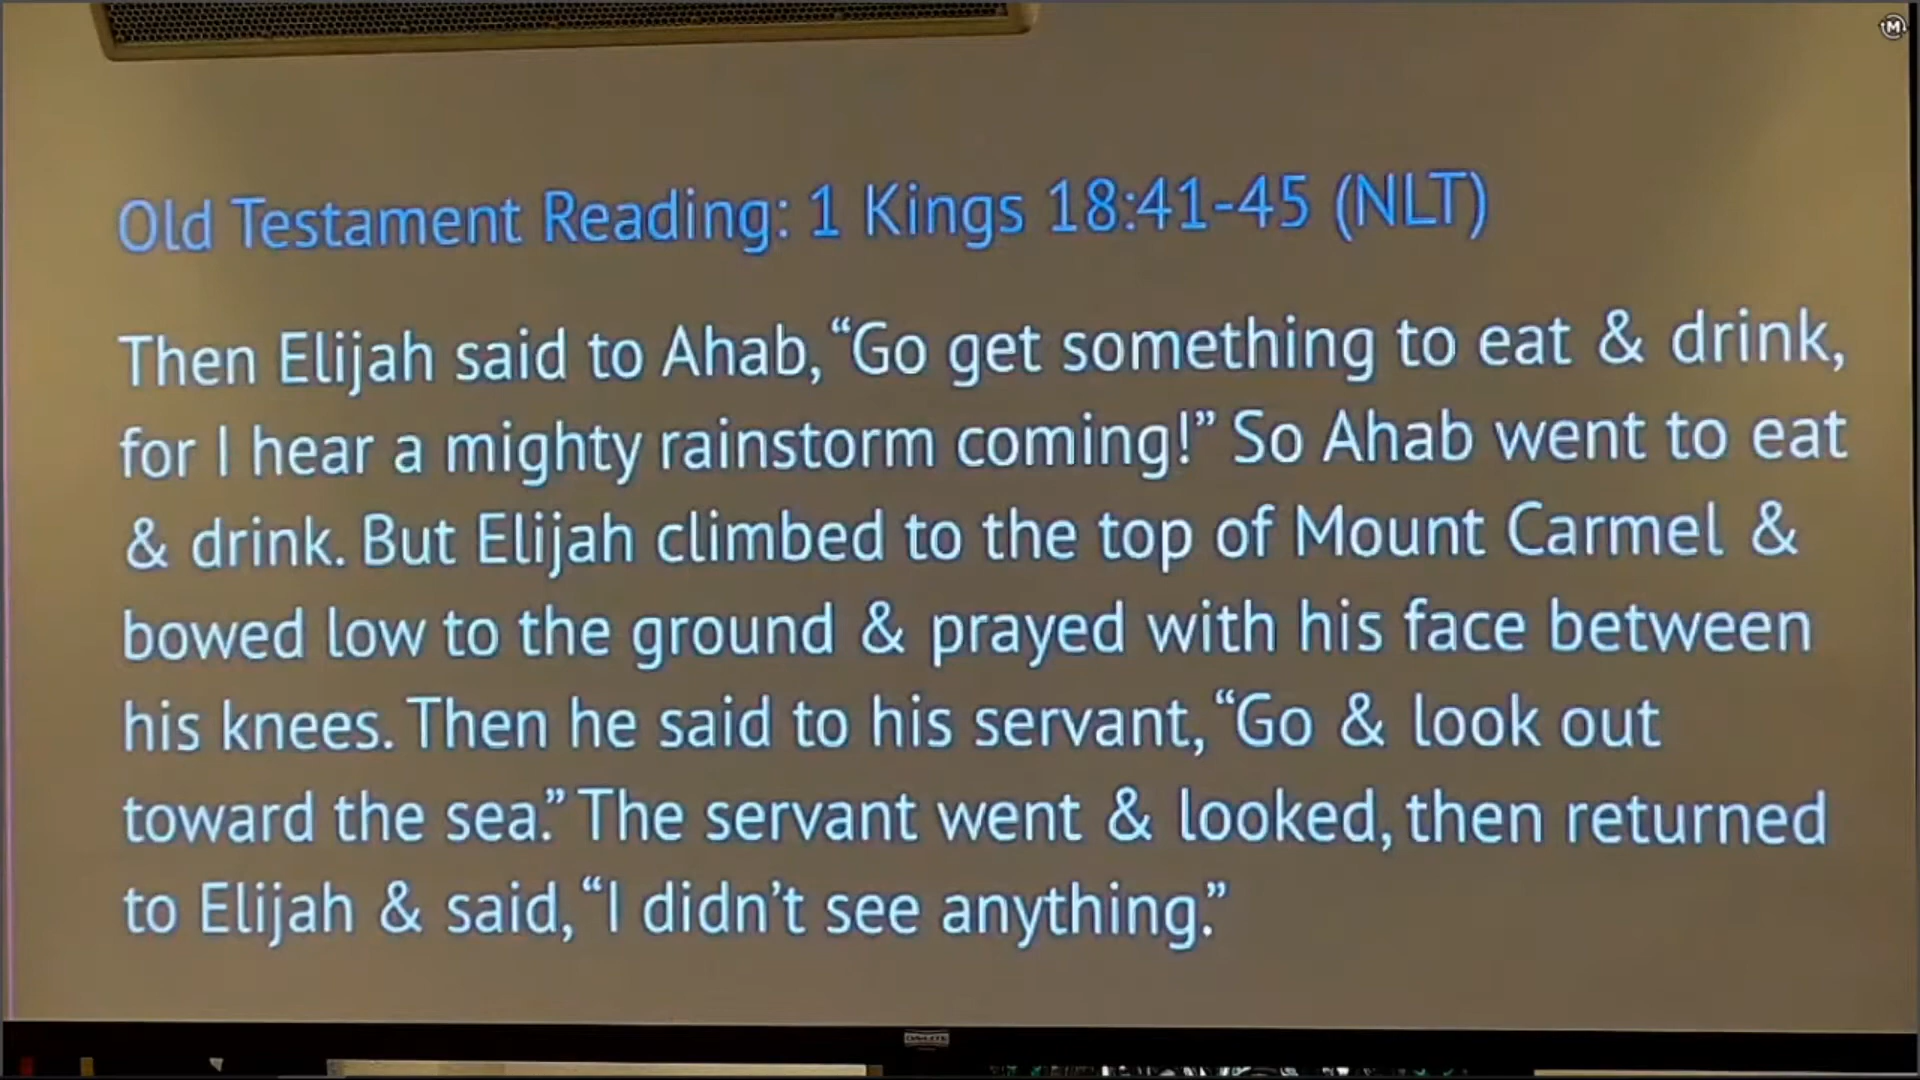 Old Testament Reading: 1 Kings 18:41-45 (NLT)
Then Elijah said to Ahab, “Go get something to eat & drink,
for I hear a mighty rainstorm coming!” So Ahab went to eat
& drink. But Elijah climbed to the top of Mount Carmel &
bowed low to the ground & prayed with his face between
his knees. Then he said to his servant, “Go & look out
toward the sea.” The servant went & looked, then returned
to Elijah & said, “I didn’t see anything.”
M